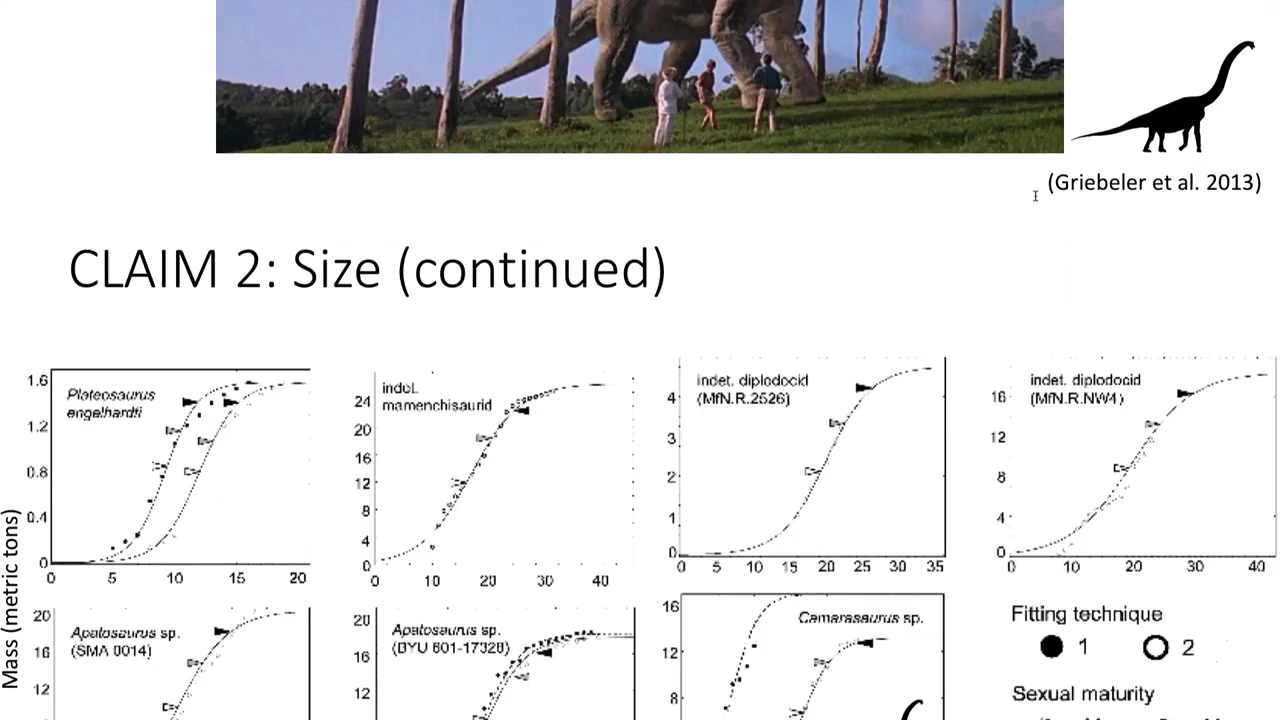 (Griebeler et al. 2013)
CLAIM 2: Size (continued)
Mass (metric tons)
Plateosaurus
engelhardti
1.6
1.2
0.8
0.4
0
0 5 10 15 20
indet.
mamenchisaurid
24
20
16
12
8
4
0
0 10 20 30 40
indet. diplodocid
(MfN.R.2526)
4
3
2
1
0
0 5 10 15 20 25 30 35
indet. diplodocid
(MfN.R.NW4)
16
12
8
4
0
0 10 20 30 40
Apatosaurus sp.
(SMA 0014)
20
16
12
Apatosaurus sp.
(BYU 601-17328)
20
16
12
Camarasaurus sp.
16
12
8
Fitting technique
1 2
Sexual maturity